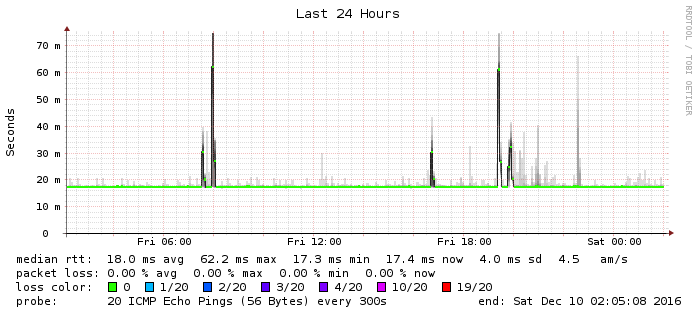 Last 24 Hours
RRDTOOL / TOBI OETIKER
Seconds
70 m
60 m
50 m
40 m
30 m
20 m
10 m
0
Fri 06:00 Fri 12:00 Fri 18:00 Sat 00:00
median rtt: 18.0 ms avg 62.2 ms max 17.3 ms min 17.4 ms now 4.0 ms sd 4.5 am/s
packet loss: 0.00 % avg 0.00 % max 0.00 % min 0.00 % now
loss color: 0 1/20 2/20 3/20 4/20 10/20 19/20
probe: 20 ICMP Echo Pings (56 Bytes) every 300s end: Sat Dec 10 02:05:08 2016